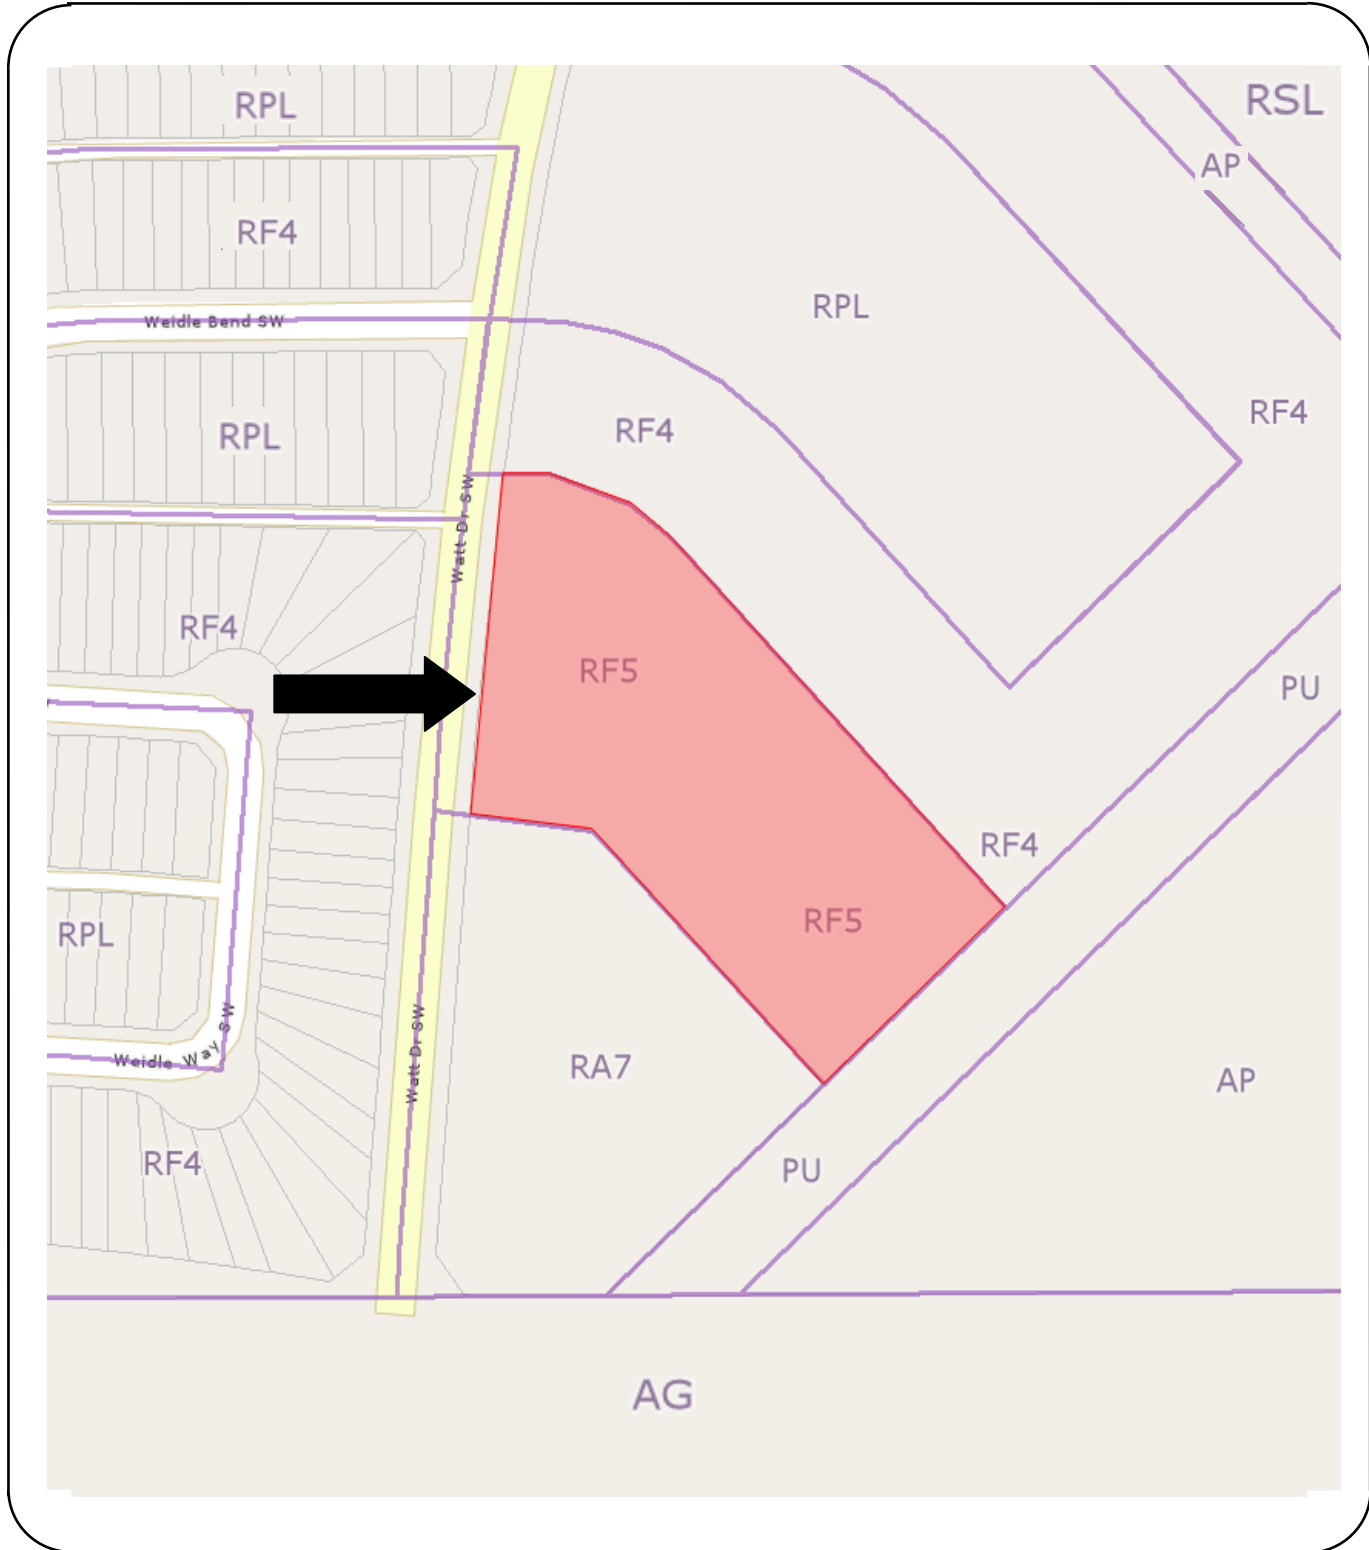 RPL
RSL
AP
RF4
RPL
Weidle Bend SW
RF4
RF4
RPL
Watt Dr SW
RF4
RF5
PU
RF4
RPL
RF5
Weidle Way SW
Watt Dr SW
RA7
AP
RF4
PU
AG